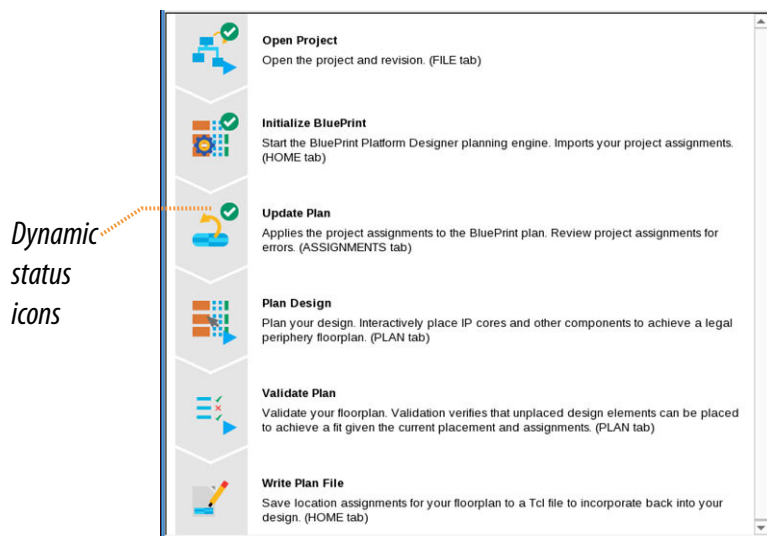 Open Project
Open the project and revision. (FILE tab)
Initialize BluePrint
Start the BluePrint Platform Designer planning engine. Imports your project assignments.
(HOME tab)
Update Plan
Applies the project assignments to the BluePrint plan. Review project assignments for
errors. (ASSIGNMENTS tab)
Dynamic
status
icons
Plan Design
Plan your design. Interactively place IP cores and other components to achieve a legal
periphery floorplan. (PLAN tab)
Validate Plan
Validate your floorplan. Validation verifies that unplaced design elements can be placed
to achieve a fit given the current placement and assignments. (PLAN tab)
Write Plan File
Save location assignments for your floorplan to a Tcl file to incorporate back into your
design. (HOME tab)